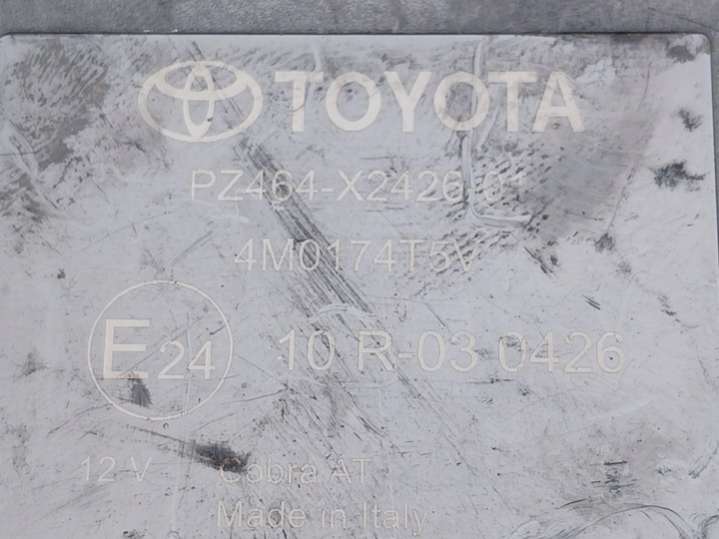 TOYOTA
PZ464-X2426-01
4M0174T5V
E24 10 R-03 0426
12 V Cobra AT
Made in Italy